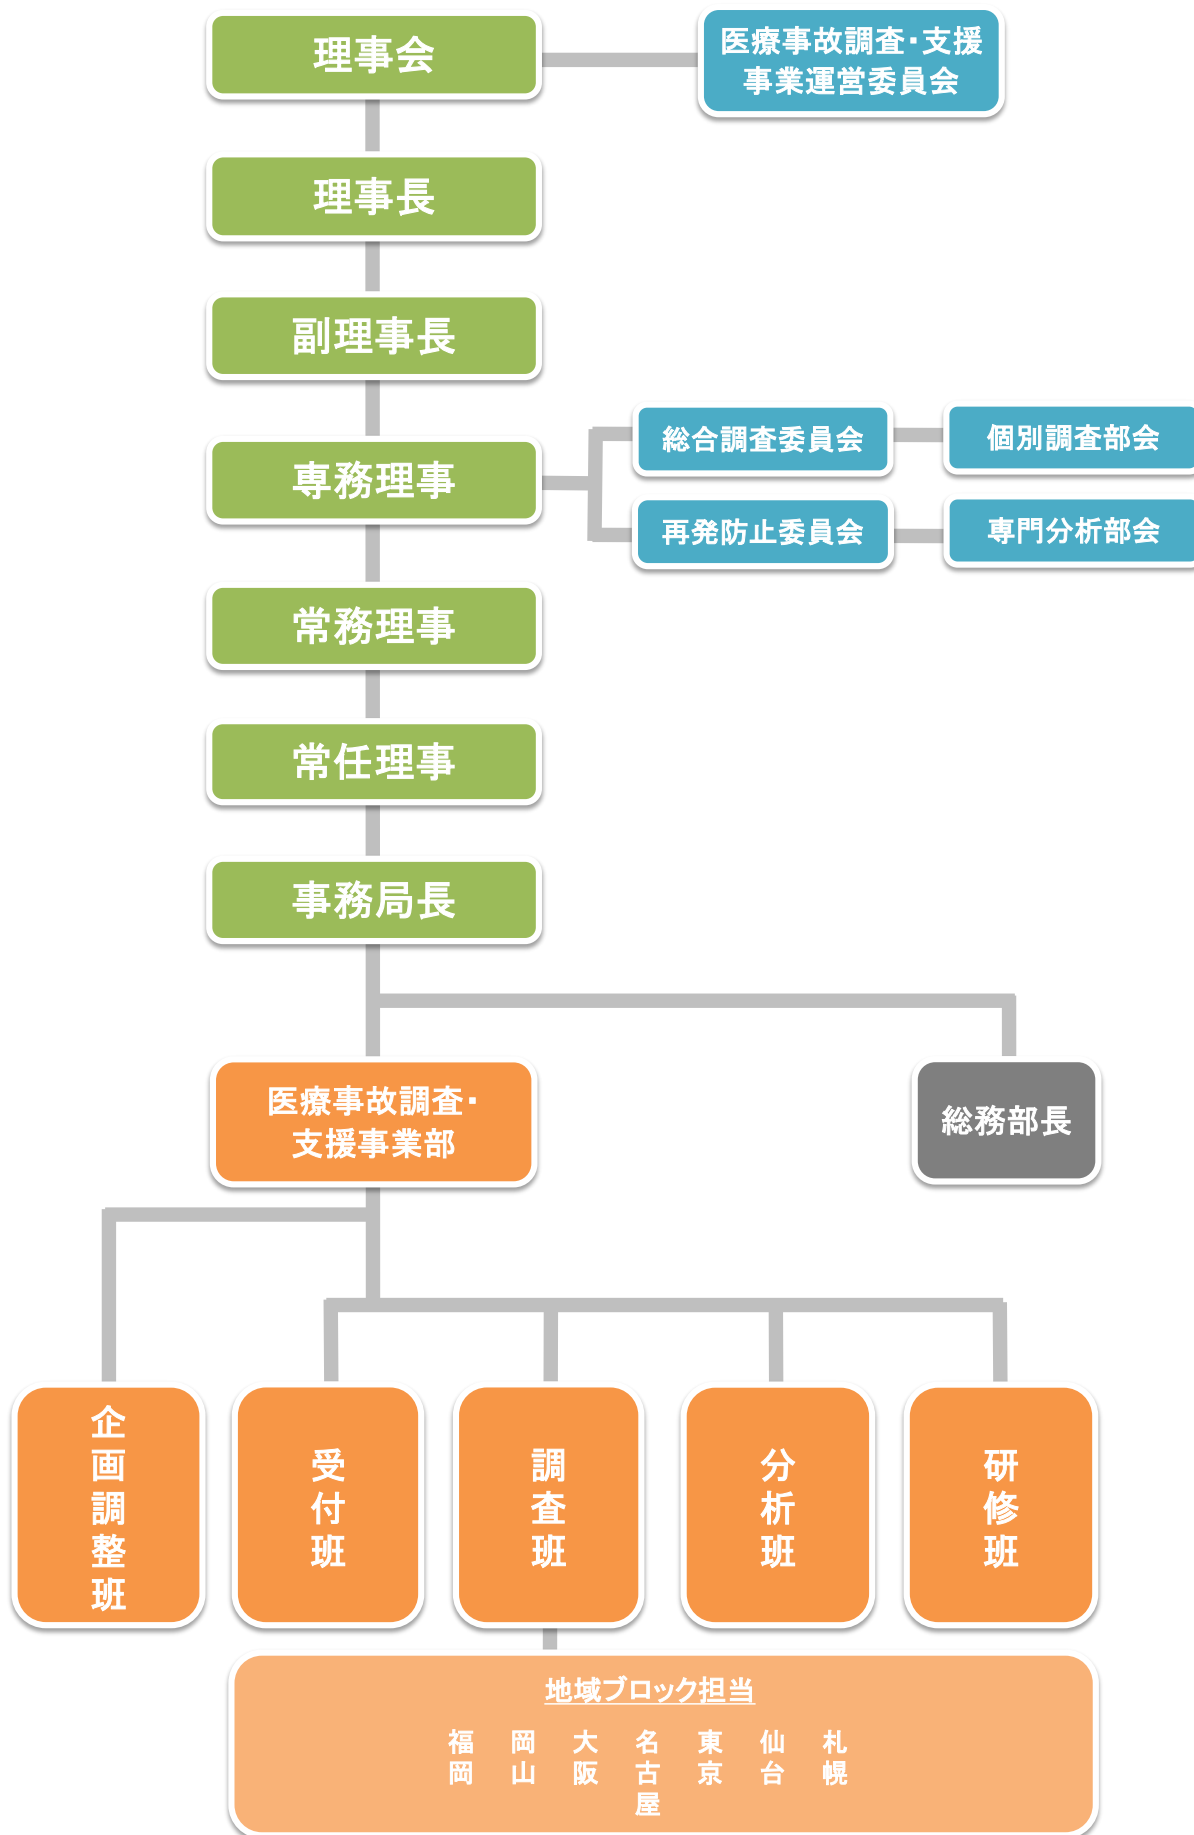 理事会
医療事故調査・支援
事業運営委員会
理事長
副理事長
専務理事
総合調査委員会
個別調査部会
再発防止委員会
専門分析部会
常務理事
常任理事
事務局長
医療事故調査・
支援事業部
総務部長
企画調整班
受付班
調査班
分析班
研修班
地域ブロック担当
札幌
仙台
東京
名古屋
大阪
岡山
福岡